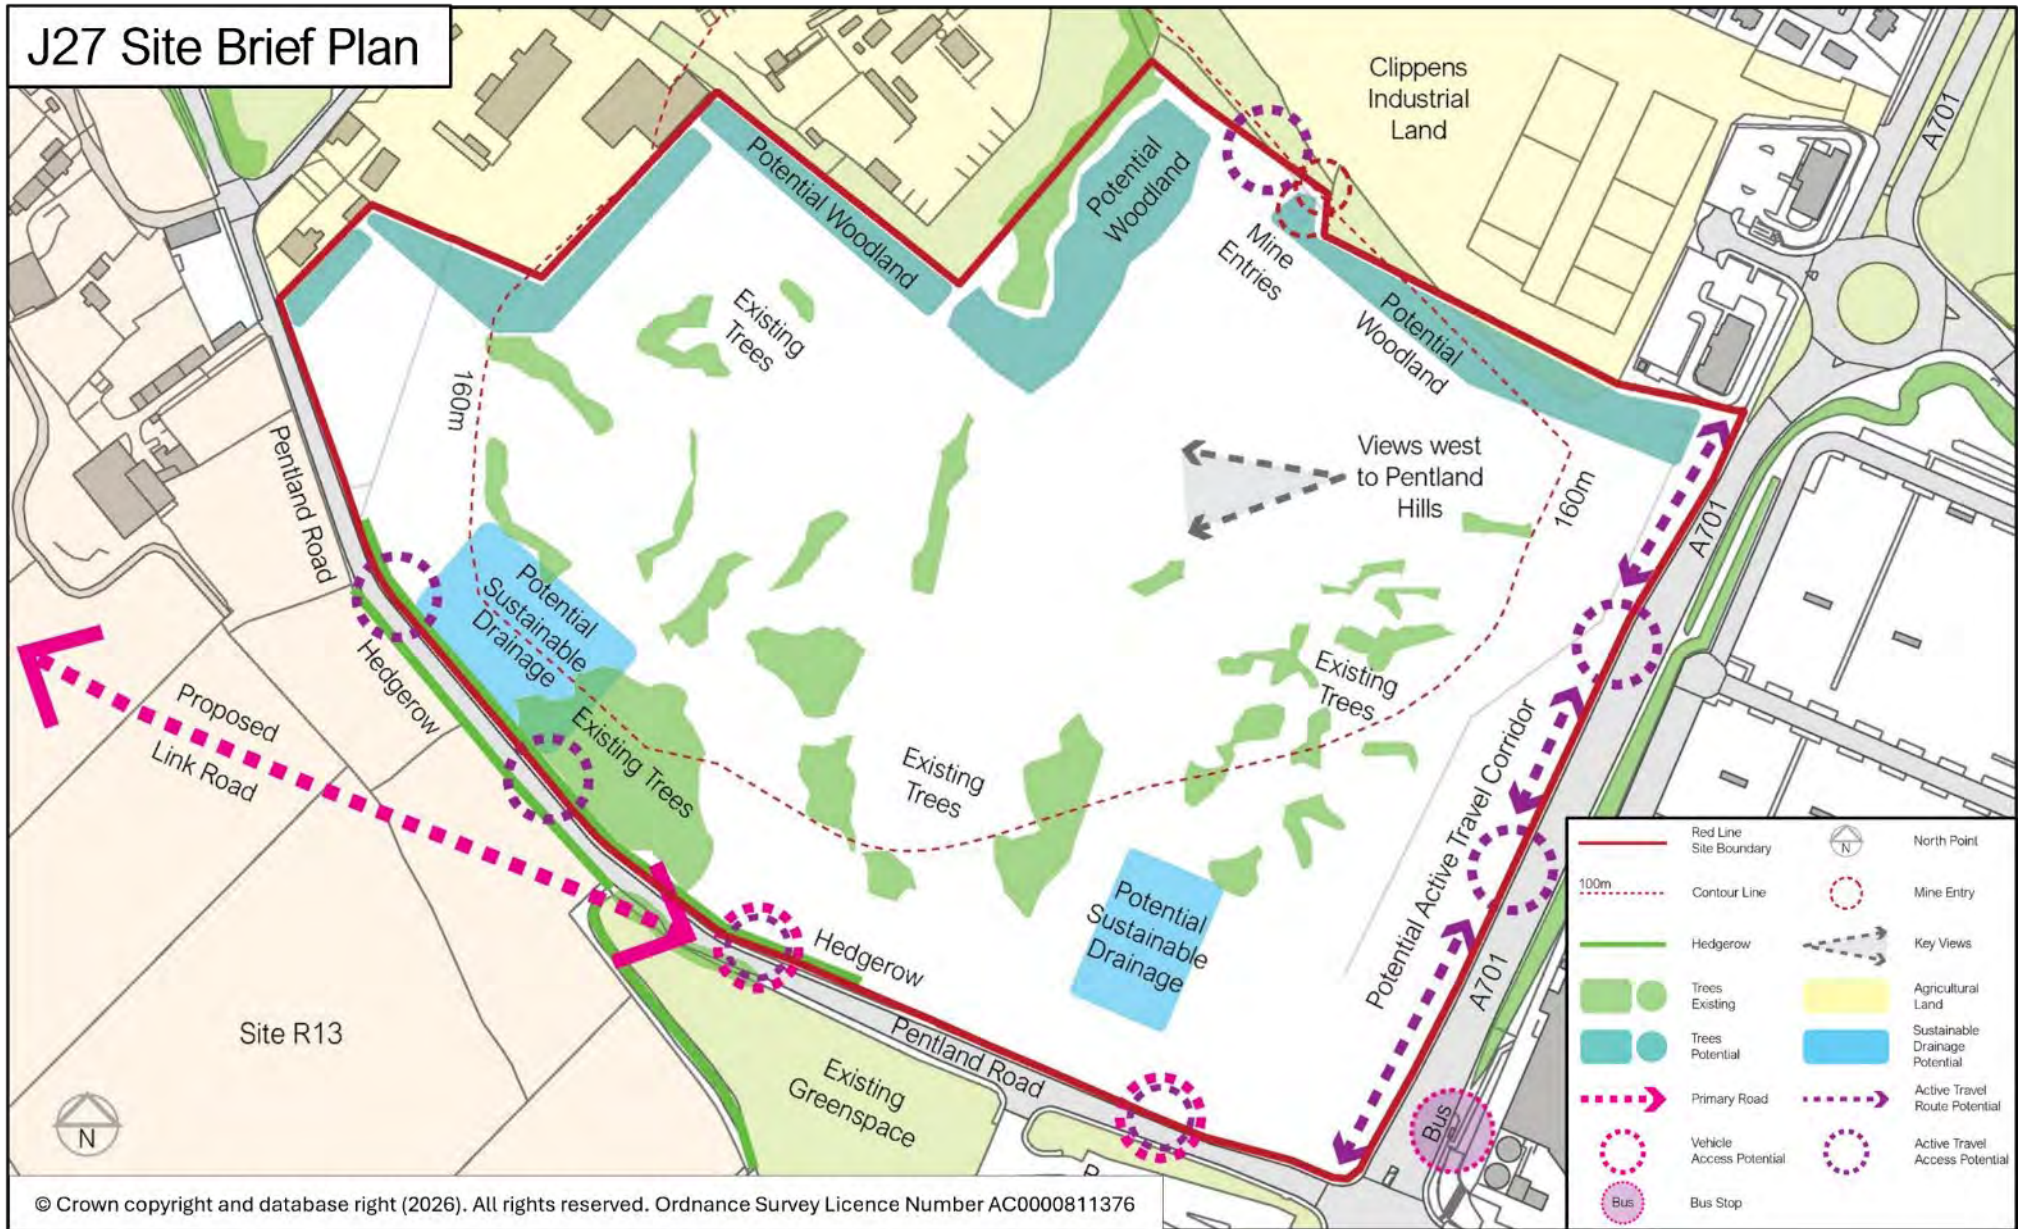 J27 Site Brief Plan
Clippens
Industrial
Land
A701
A701
Potential Woodland
Potential
Woodland
Mine
Entries
Potential
Woodland
Existing
Trees
160m
Pentland Road
Views west
to Pentland
Hills
160m
A701
Potential
Sustainable
Drainage
Hedgerow
Proposed
Link Road
Existing Trees
Existing
Trees
Existing
Trees
Potential Active Travel Corridor
Potential
Sustainable
Drainage
Hedgerow
A701
Pentland Road
Site R13
Existing
Greenspace
Bus
N
Red Line
Site Boundary
N
North Point
100m
Contour Line
Mine Entry
Hedgerow
Key Views
Trees
Existing
Agricultural
Land
Trees
Potential
Sustainable
Drainage
Potential
Primary Road
Active Travel
Route Potential
Vehicle
Access Potential
Active Travel
Access Potential
Bus
Bus Stop
© Crown copyright and database right (2026). All rights reserved. Ordnance Survey Licence Number AC0000811376